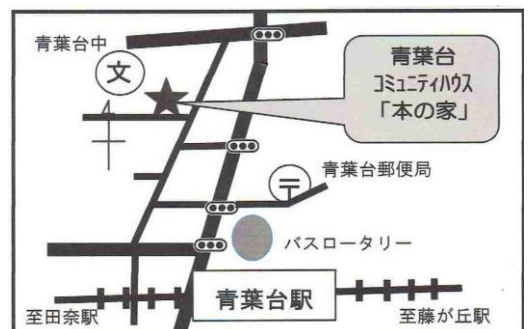 青葉台中
文
青葉台
コミュニティハウス
「本の家」
青葉台郵便局
〒
バスロータリー
青葉台駅
至田奈駅
至藤が丘駅